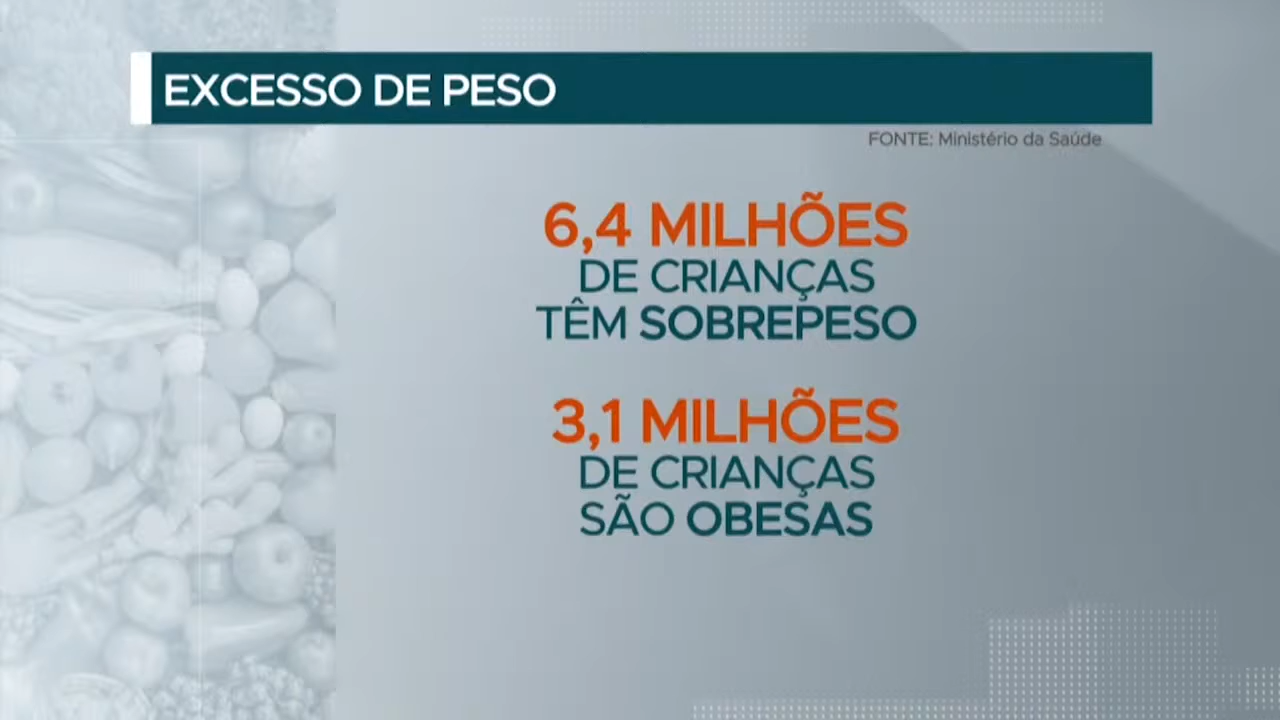 EXCESSO DE PESO
FONTE: Ministério da Saúde
6,4 MILHÕES
DE CRIANÇAS
TÊM SOBREPESO
3,1 MILHÕES
DE CRIANÇAS
SÃO OBESAS